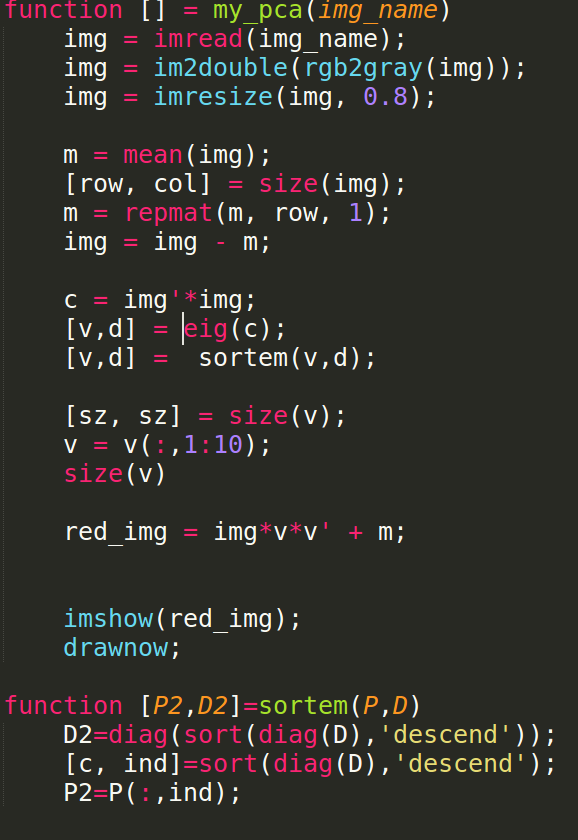 function [] = my_pca(img_name)
    img = imread(img_name);
    img = im2double(rgb2gray(img));
    img = imresize(img, 0.8);

    m = mean(img);
    [row, col] = size(img);
    m = repmat(m, row, 1);
    img = img - m;

    c = img'*img;
    [v,d] = eig(c);
    [v,d] =  sortem(v,d);

    [sz, sz] = size(v);
    v = v(:,1:10);
    size(v)

    red_img = img*v*v' + m;

    imshow(red_img);
    drawnow;

function [P2,D2]=sortem(P,D)
    D2=diag(sort(diag(D),'descend'));
    [c, ind]=sort(diag(D),'descend');
    P2=P(:,ind);